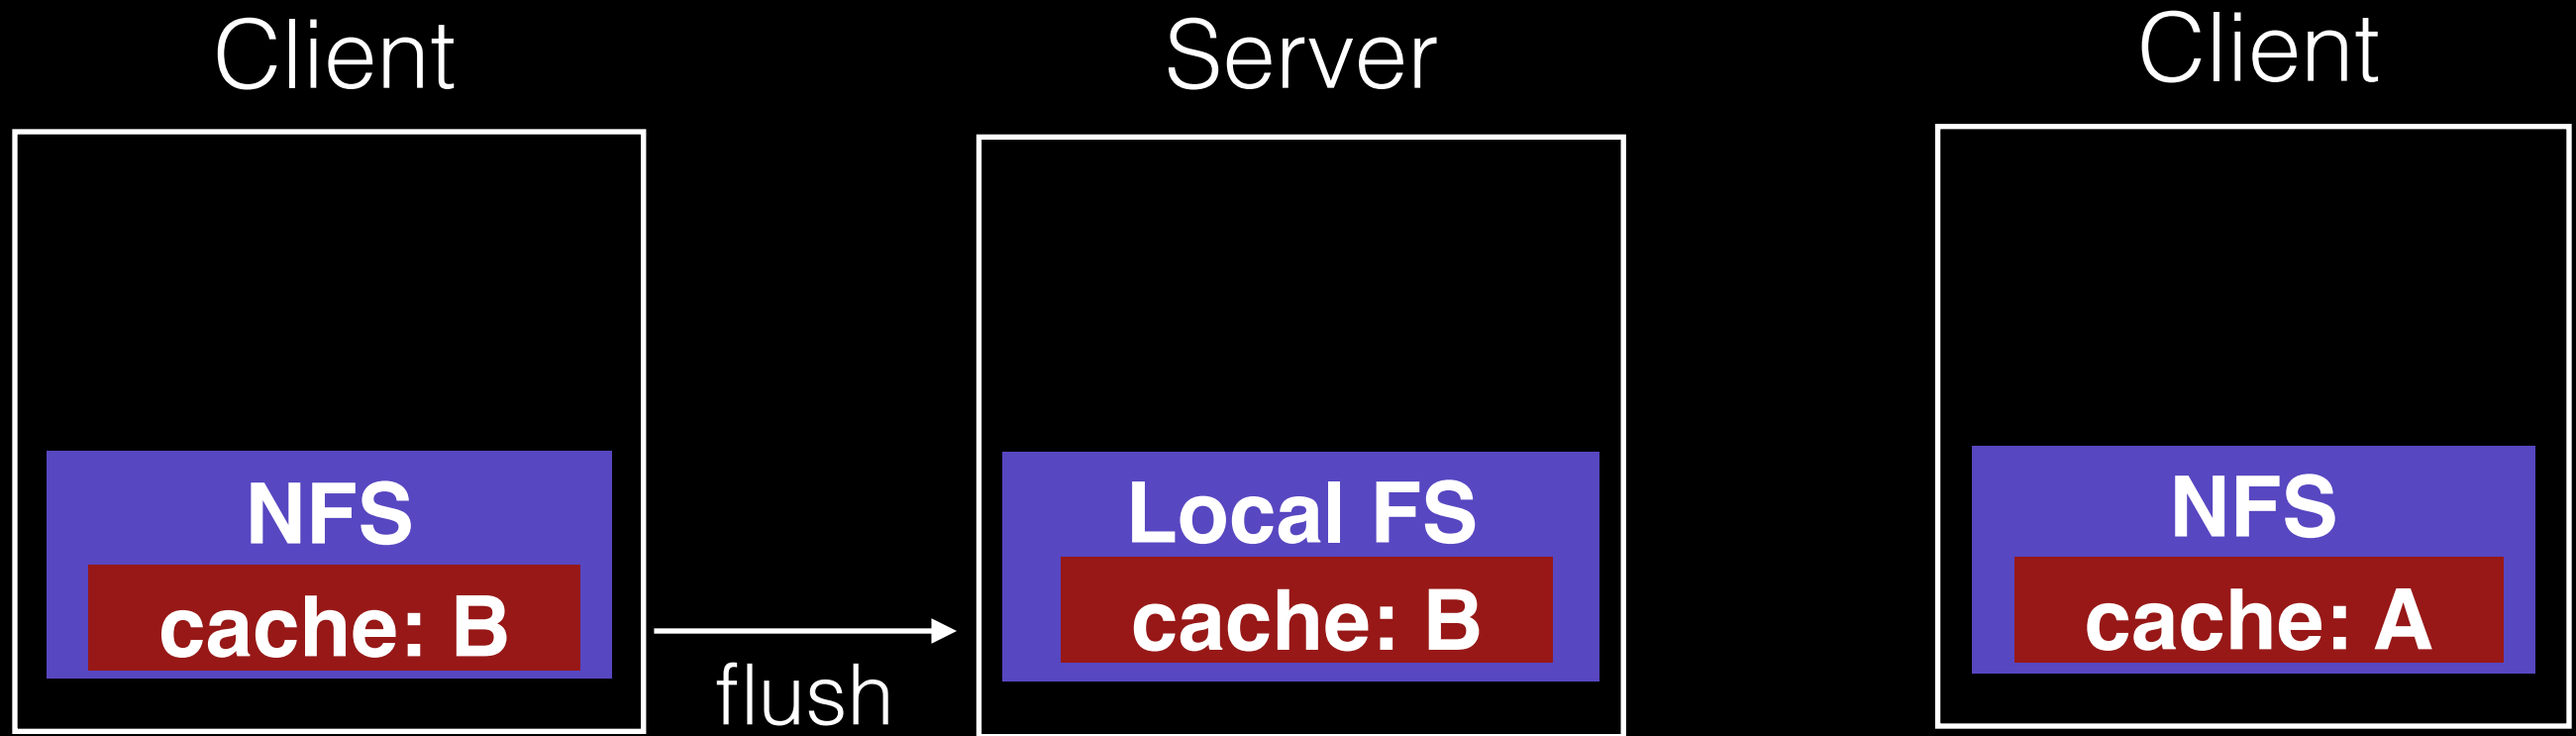 Client
Server
Client
NFS
cache: B
flush
Local FS
cache: B
NFS
cache: A